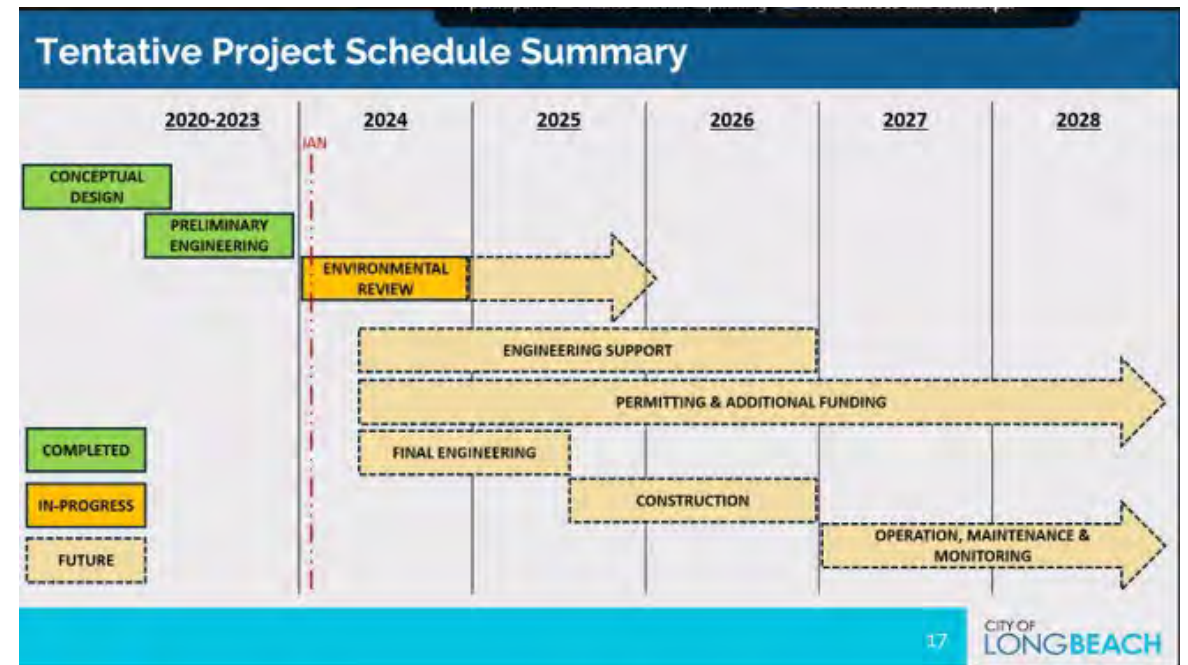 Tentative Project Schedule Summary
2020-2023
2024
2025
2026
2027
2028
JAN
CONCEPTUAL
DESIGN
PRELIMINARY
ENGINEERING
ENVIRONMENTAL
REVIEW
ENGINEERING SUPPORT
PERMITTING & ADDITIONAL FUNDING
COMPLETED
FINAL ENGINEERING
IN-PROGRESS
CONSTRUCTION
FUTURE
OPERATION, MAINTENANCE &
MONITORING
17
CITY OF
LONGBEACH